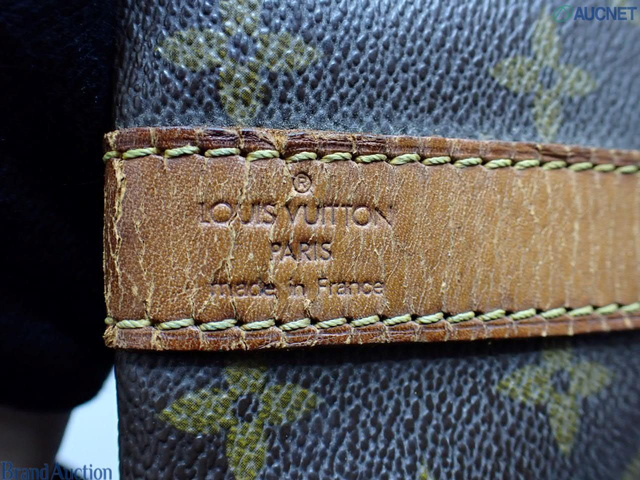 AUCNET
®
LOUIS VUITTON
PARIS
made in France
Brand Auction